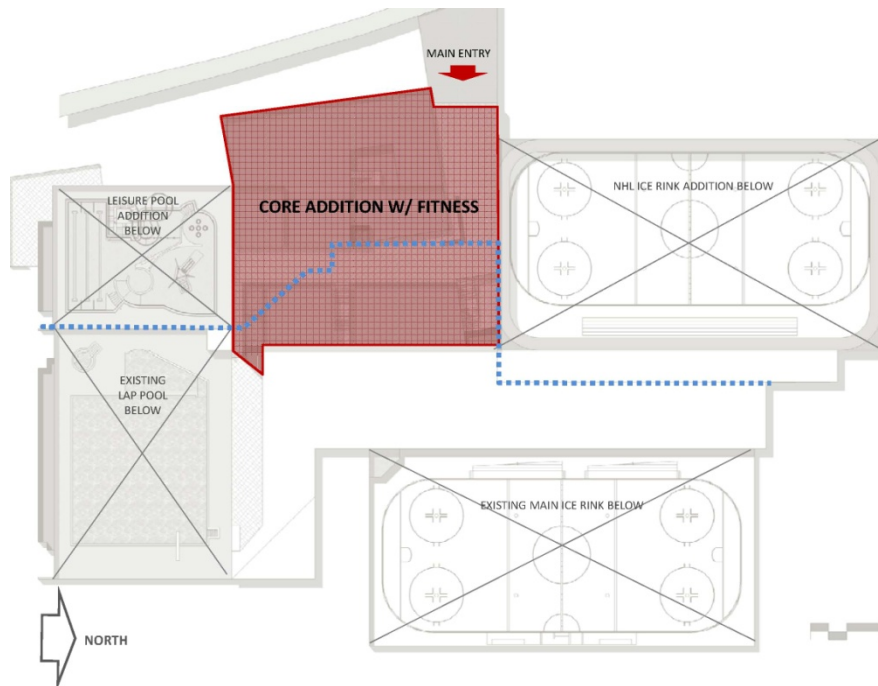 MAIN ENTRY
LEISURE POOL
ADDITION
BELOW
NHL ICE RINK ADDITION BELOW
CORE ADDITION W/ FITNESS
EXISTING
LAP POOL
BELOW
EXISTING MAIN ICE RINK BELOW
NORTH